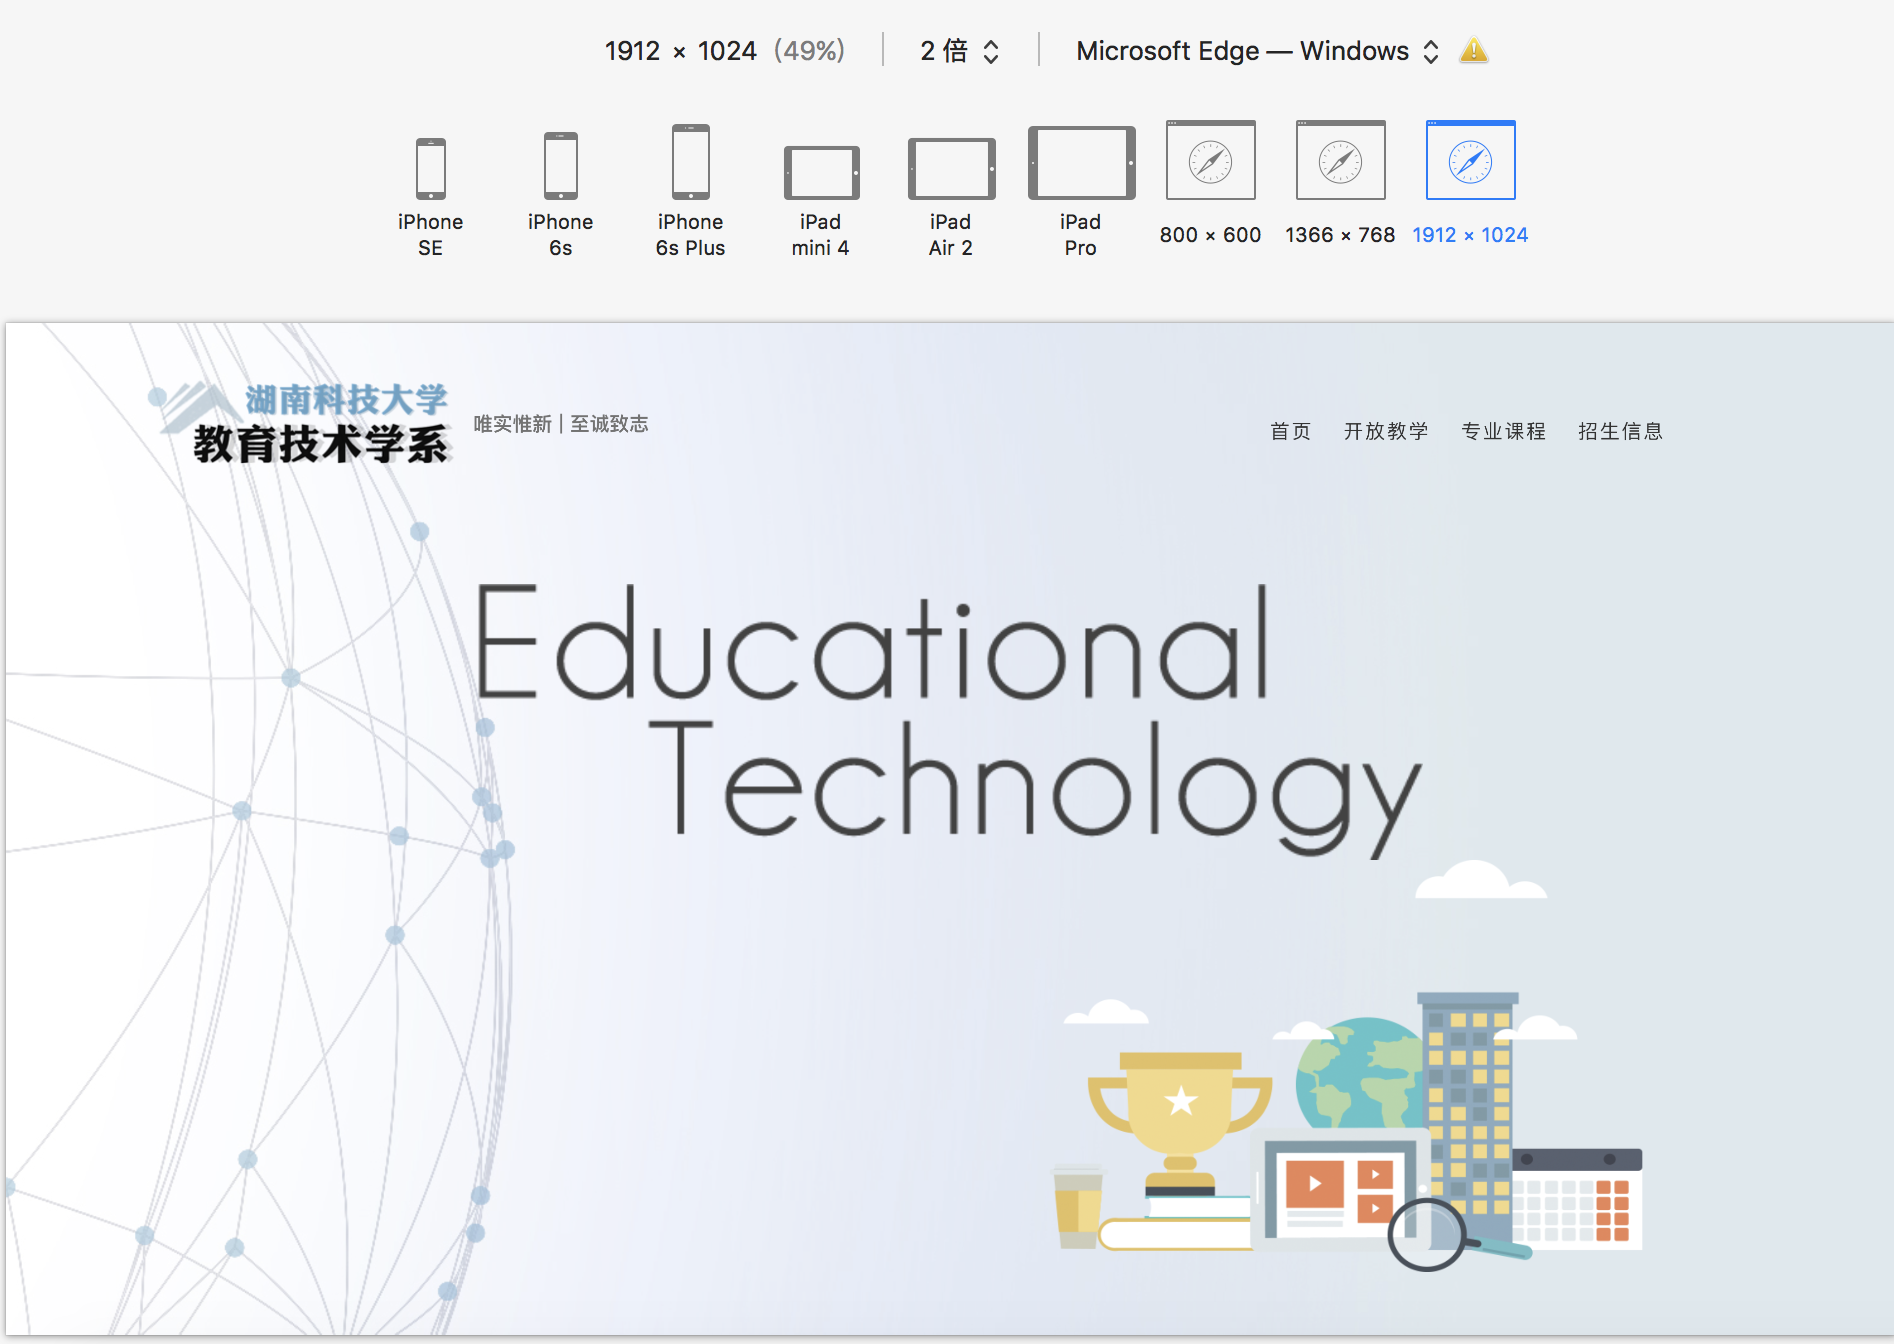 1912 × 1024 (49%)
2 倍
Microsoft Edge — Windows
iPhone SE
iPhone 6s
iPhone 6s Plus
iPad mini 4
iPad Air 2
iPad Pro
800 × 600
1366 × 768
1912 × 1024
湖南科技大学
教育技术学系
唯实惟新 | 至诚致志
首页 开放教学 专业课程 招生信息
Educational
Technology